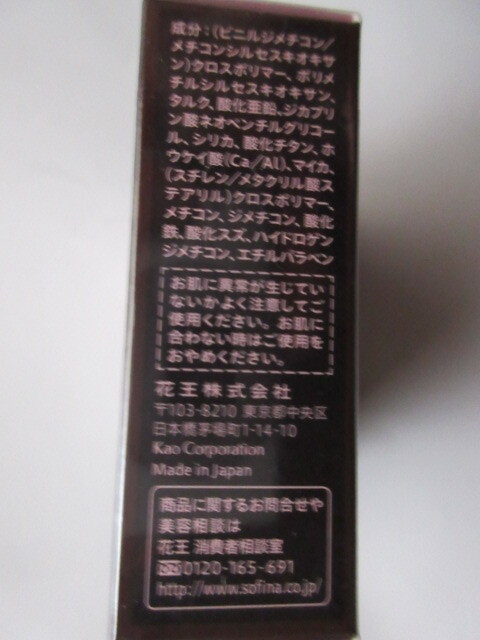 成分：（ビニルジメチコン/
メチコンシルセスキオキサ
ン）クロスポリマー、ポリメ
チルシルセスキオキサン、
タルク、酸化亜鉛、ジカプリ
ン酸ネオペンチルグリコー
ル、シリカ、酸化チタン、ホ
ウケイ酸（Ca/Al）、マイカ、
（スチレン/メタクリル酸ス
テアリル）クロスポリマー、
メチコン、ジメチコン、酸化
鉄、酸化スズ、ハイドロゲン
ジメチコン、エチルパラベン
お肌に異常が生じてい
ないかよく注意してご
使用ください。お肌に
合わない時はご使用を
おやめください。
花王株式会社
〒103-8210 東京都中央区
日本橋茅場町1-14-10
Kao Corporation
Made in Japan
商品に関するお問合せや
美容相談は
花王 消費者相談室
0120-165-691
http://www.sofina.co.jp/